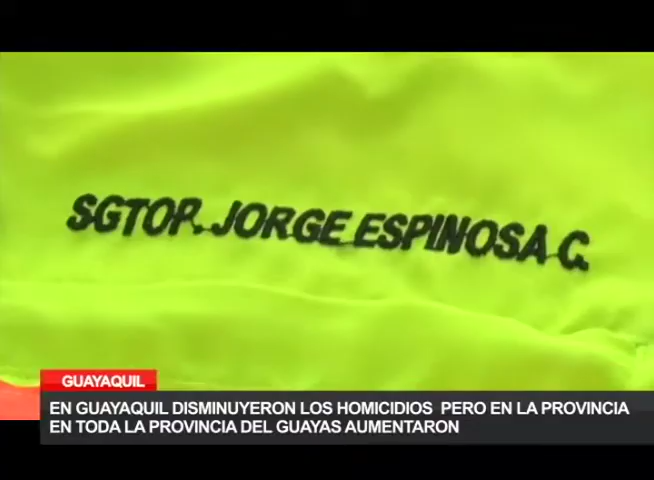 SGTOP. JORGE ESPINOSA C.
GUAYAQUIL
EN GUAYAQUIL DISMINUYERON LOS HOMICIDIOS PERO EN LA PROVINCIA
EN TODA LA PROVINCIA DEL GUAYAS AUMENTARON